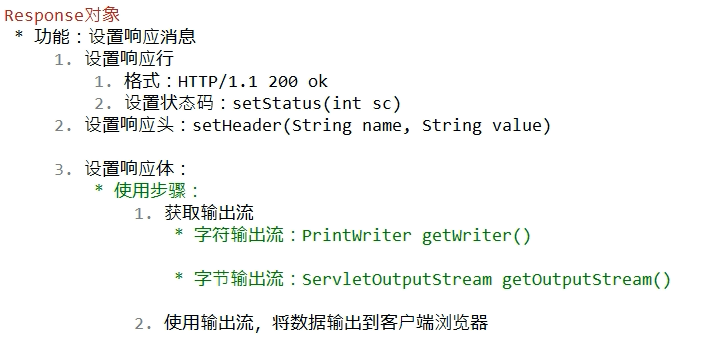 Response对象
* 功能：设置响应消息
1. 设置响应行
1. 格式：HTTP/1.1 200 ok
2. 设置状态码：setStatus(int sc)
2. 设置响应头：setHeader(String name, String value)
3. 设置响应体：
* 使用步骤：
1. 获取输出流
* 字符输出流：PrintWriter getWriter()
* 字节输出流：ServletOutputStream getOutputStream()
2. 使用输出流，将数据输出到客户端浏览器